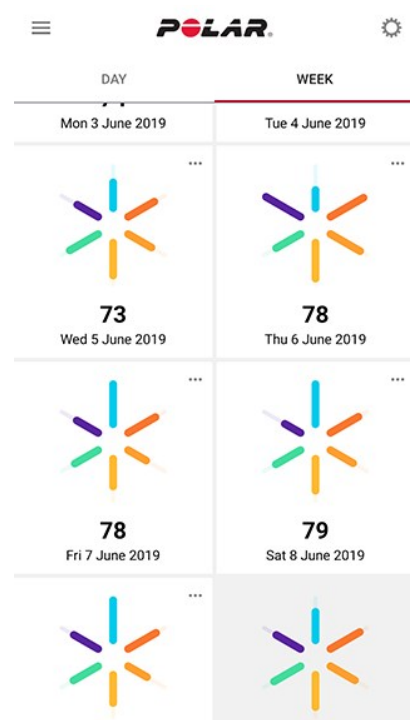 POLAR
DAY WEEK
Mon 3 June 2019 Tue 4 June 2019
73 78
Wed 5 June 2019 Thu 6 June 2019
78 79
Fri 7 June 2019 Sat 8 June 2019